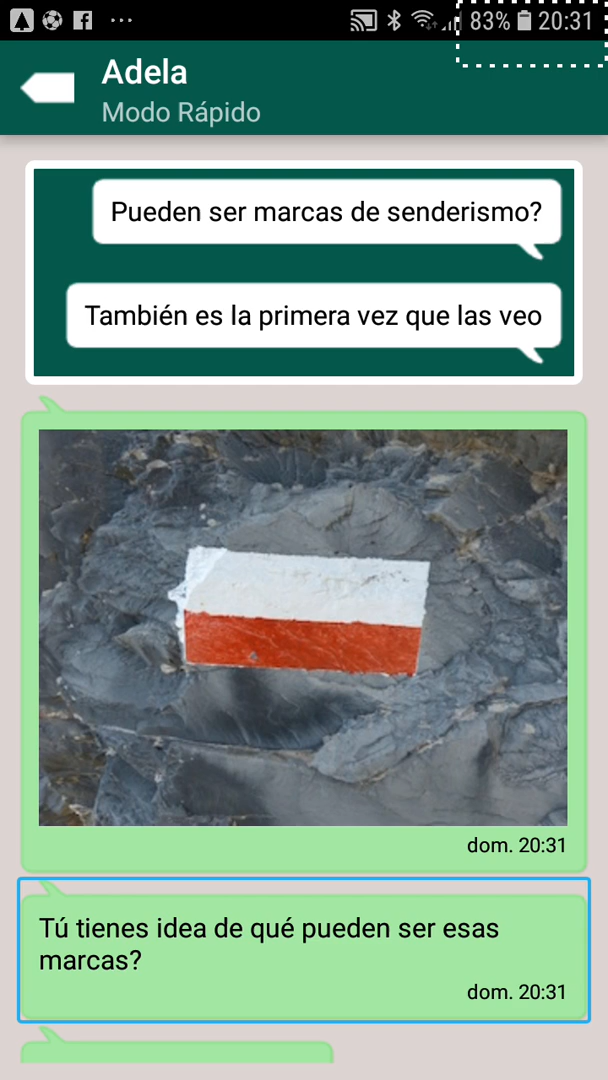 83% 20:31
Adela
Modo Rápido
Pueden ser marcas de senderismo?
También es la primera vez que las veo
dom. 20:31
Tú tienes idea de qué pueden ser esas
marcas?
dom. 20:31